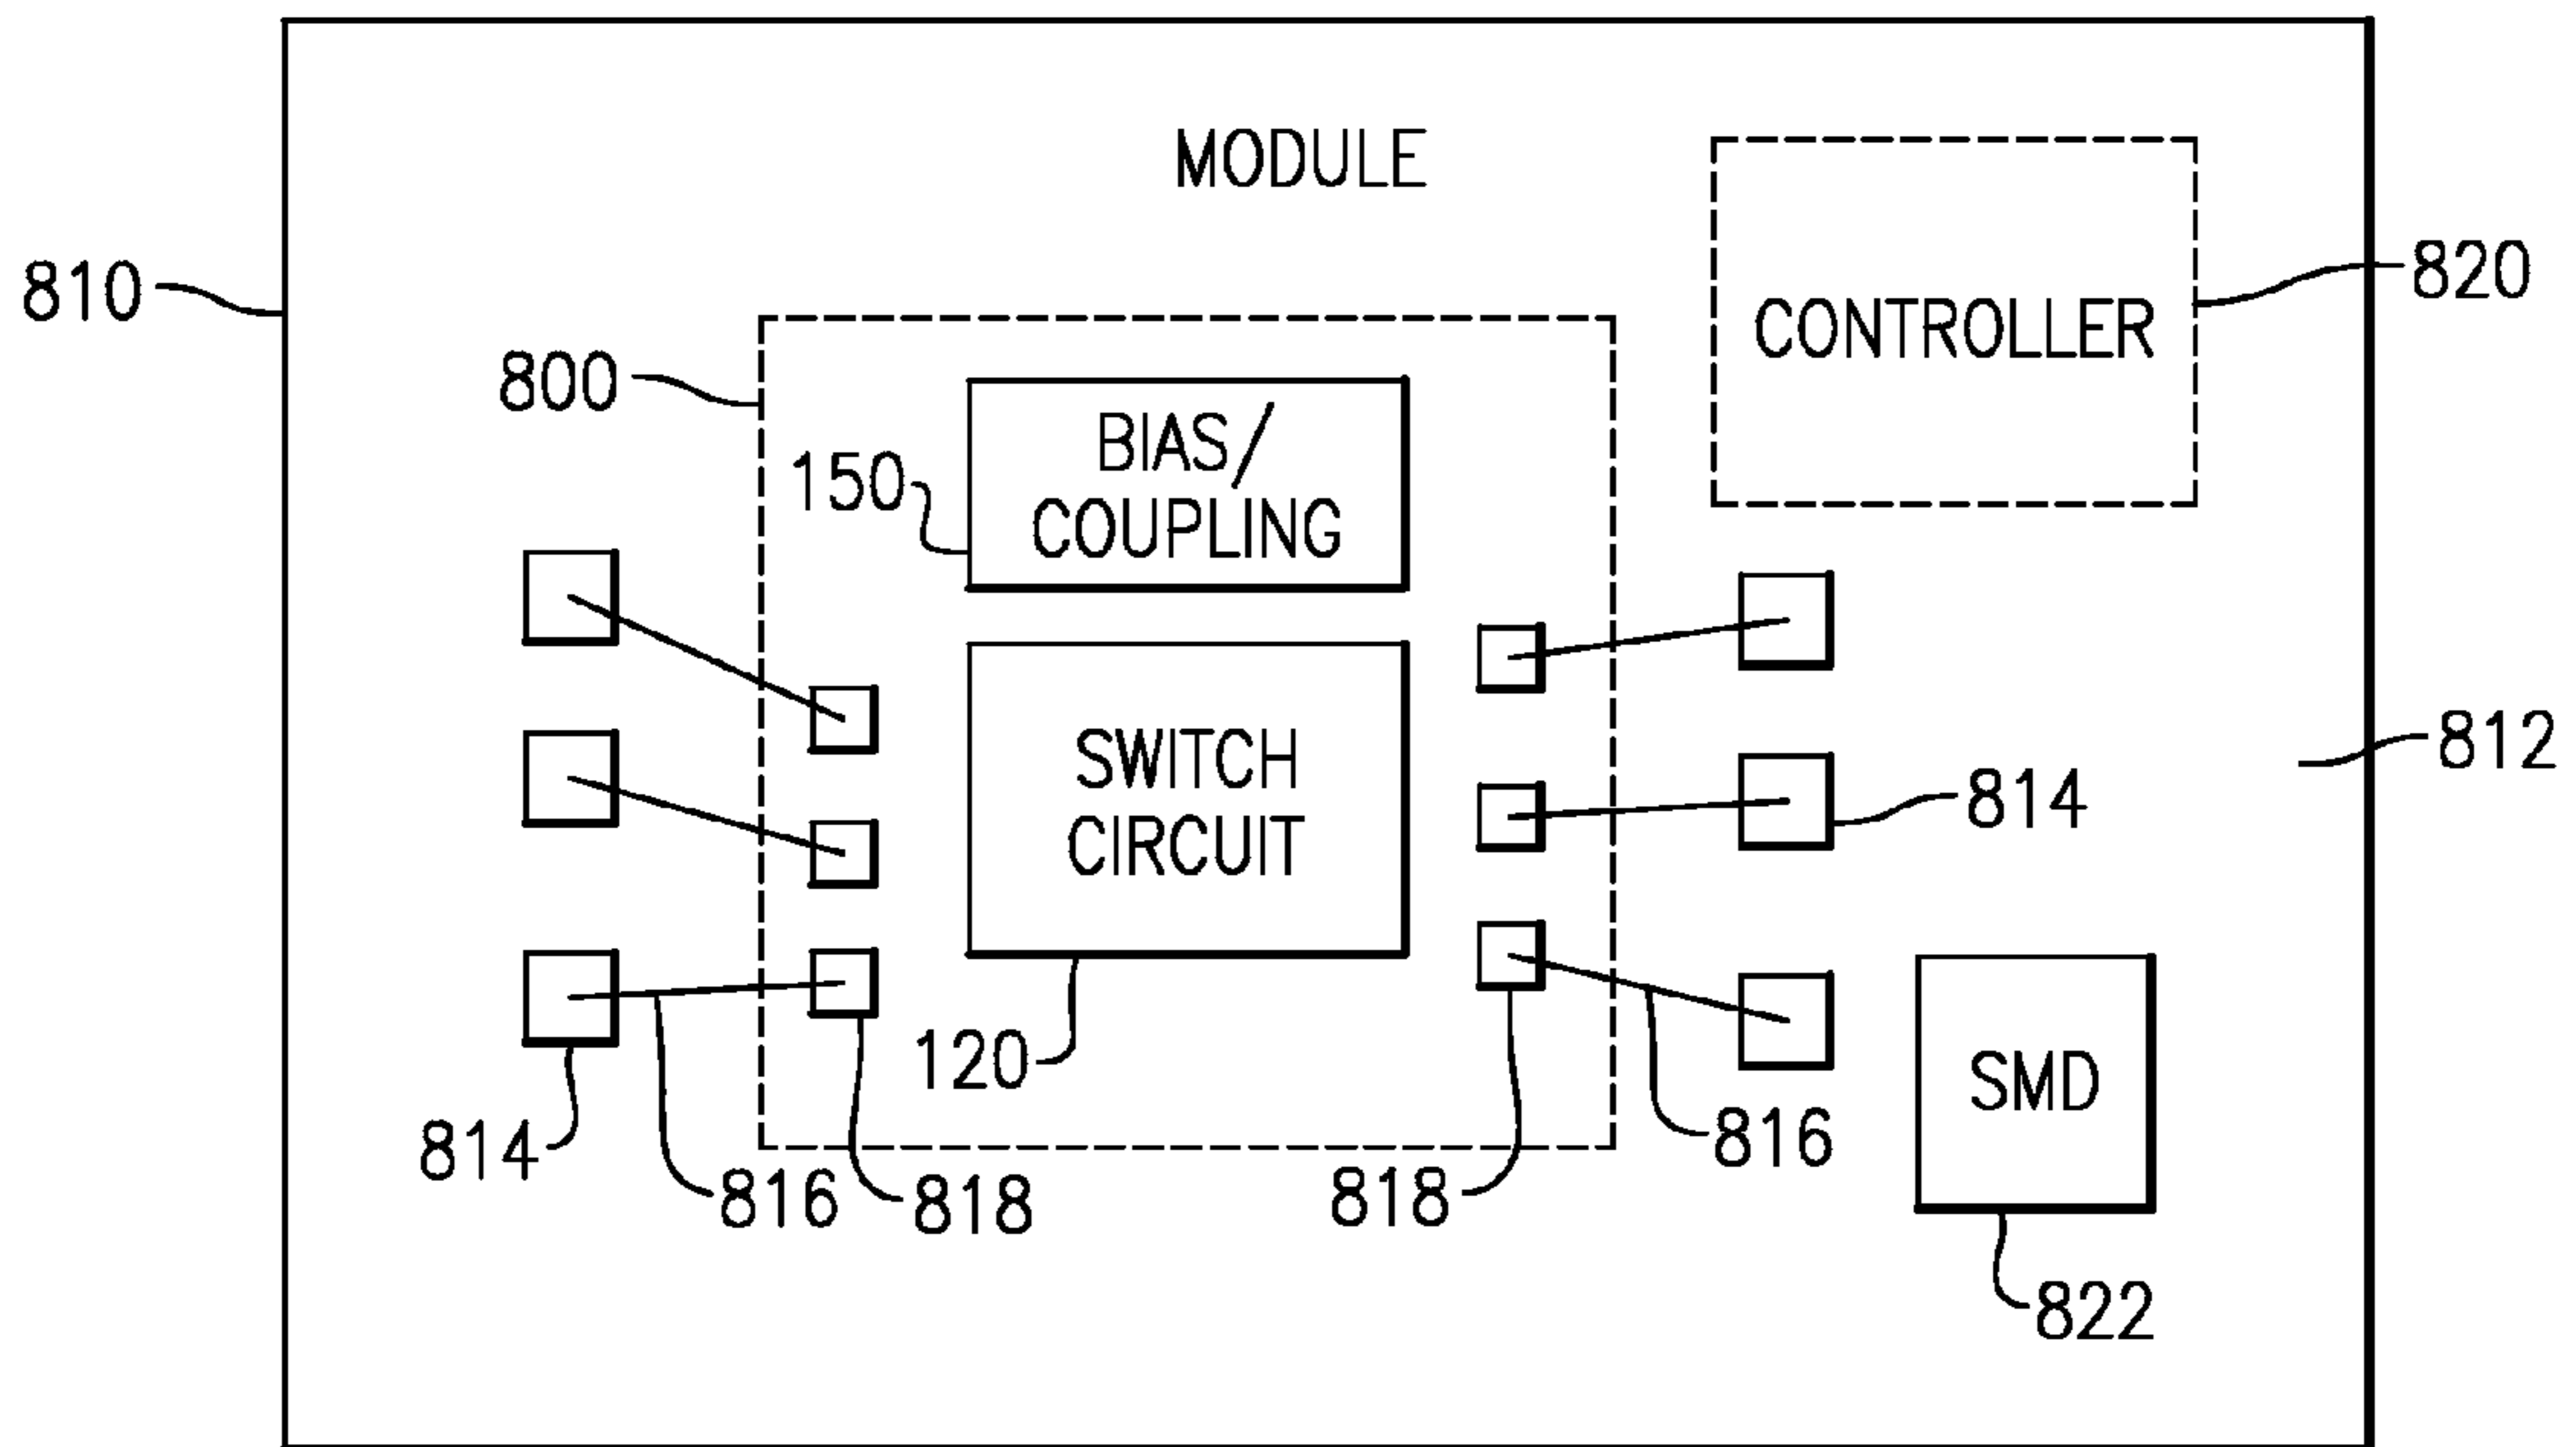 MODULE
810
820
CONTROLLER
800
BIAS/
COUPLING
150
SWITCH
CIRCUIT
812
814
120
SMD
814
816
818
818
816
822